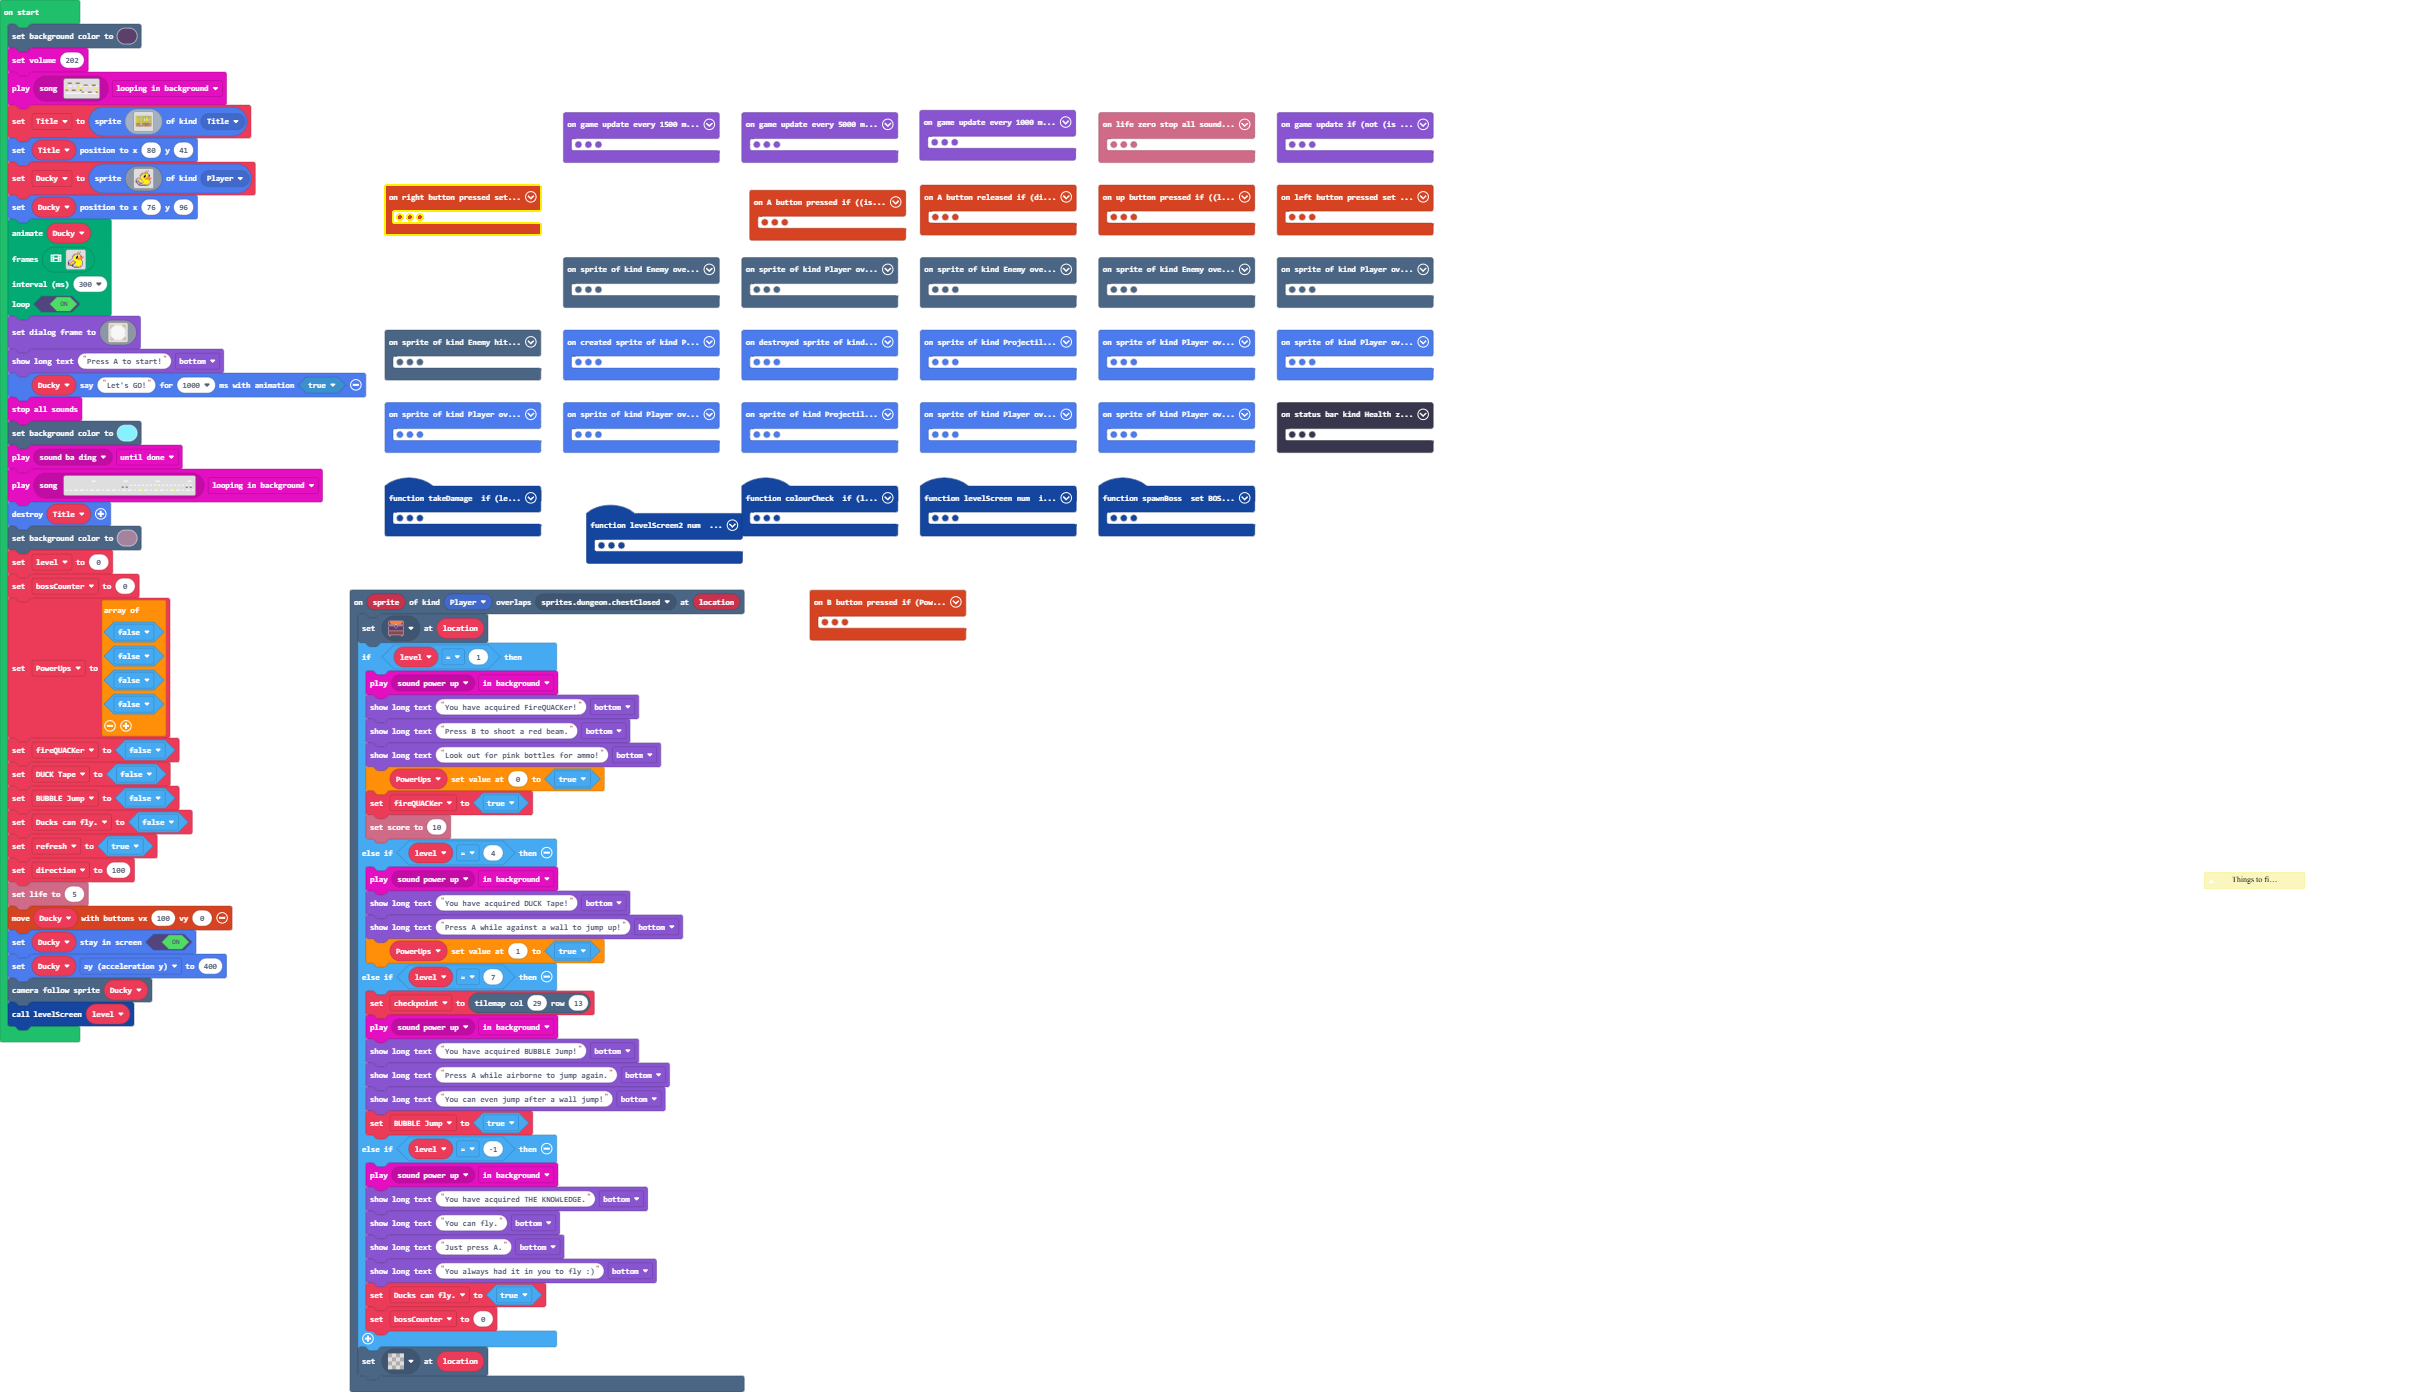 on start
set background color to
set volume 202
play song looping in background
set Title to sprite of kind Title
set Title position to x 80 y 41
set Ducky to sprite of kind Player
set Ducky position to x 76 y 96
animate Ducky
frames
interval (ms) 300
loop ON
set dialog frame to
show long text "Press A to start!" bottom
Ducky say "Let's GO!" for 1000 ms with animation true
stop all sounds
set background color to
play sound ba ding until done
play song looping in background
destroy Title
set background color to
set level to 0
set bossCounter to 0
array of
false
false
set PowerUps to
false
false
set fireQUACKer to false
set DUCK Tape to false
set BUBBLE Jump to false
set Ducks can fly. to false
set refresh to true
set direction to 100
set life to 5
move Ducky with buttons vx 100 vy 0
set Ducky stay in screen ON
set Ducky ay (acceleration y) to 400
camera follow sprite Ducky
call levelScreen level
on game update every 1500 m...
on game update every 5000 m...
on game update every 1000 m...
on life zero stop all sound...
on game update if (not (is ...
on right button pressed set...
on A button pressed if ((is...
on A button released if (di...
on up button pressed if ((l...
on left button pressed set ...
on sprite of kind Enemy ove...
on sprite of kind Player ov...
on sprite of kind Enemy ove...
on sprite of kind Enemy ove...
on sprite of kind Player ov...
on sprite of kind Enemy hit...
on created sprite of kind P...
on destroyed sprite of kind...
on sprite of kind Projectil...
on sprite of kind Player ov...
on sprite of kind Player ov...
on sprite of kind Player ov...
on sprite of kind Player ov...
on sprite of kind Projectil...
on sprite of kind Player ov...
on sprite of kind Player ov...
on status bar kind Health z...
function takeDamage if (le...
function levelScreen2 num ...
function colourCheck if (l...
function levelScreen num i...
function spawnBoss set BOS...
on sprite of kind Player overlaps sprites.dungeon.chestClosed at location
set at location
if level = 1 then
play sound power up in background
show long text "You have acquired FireQUACKer!" bottom
show long text "Press B to shoot a red beam." bottom
show long text "Look out for pink bottles for ammo!" bottom
PowerUps set value at 0 to true
set fireQUACKer to true
set score to 10
else if level = 4 then
play sound power up in background
show long text "You have acquired DUCK Tape!" bottom
show long text "Press A while against a wall to jump up!" bottom
PowerUps set value at 1 to true
else if level = 7 then
set checkpoint to tilemap col 29 row 13
play sound power up in background
show long text "You have acquired BUBBLE Jump!" bottom
show long text "Press A while airborne to jump again." bottom
show long text "You can even jump after a wall jump!" bottom
set BUBBLE Jump to true
else if level = -1 then
play sound power up in background
show long text "You have acquired THE KNOWLEDGE." bottom
show long text "You can fly." bottom
show long text "Just press A." bottom
show long text "You always had it in you to fly :)" bottom
set Ducks can fly. to true
set bossCounter to 0
set at location
on B button pressed if (Pow...
Things to fi...